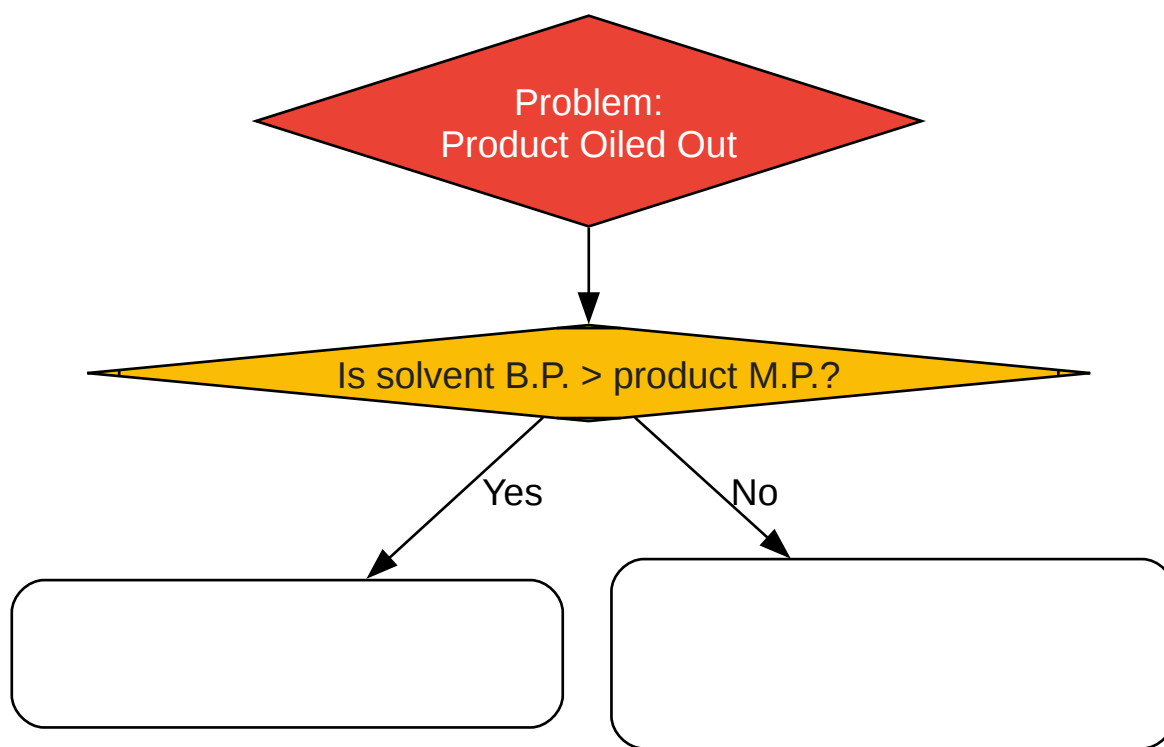 Problem:
Product Oiled Out
Is solvent B.P. > product M.P.?
Yes
No